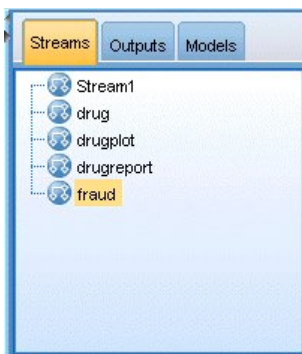 Streams Outputs Models
Stream1
drug
drugplot
drugreport
fraud